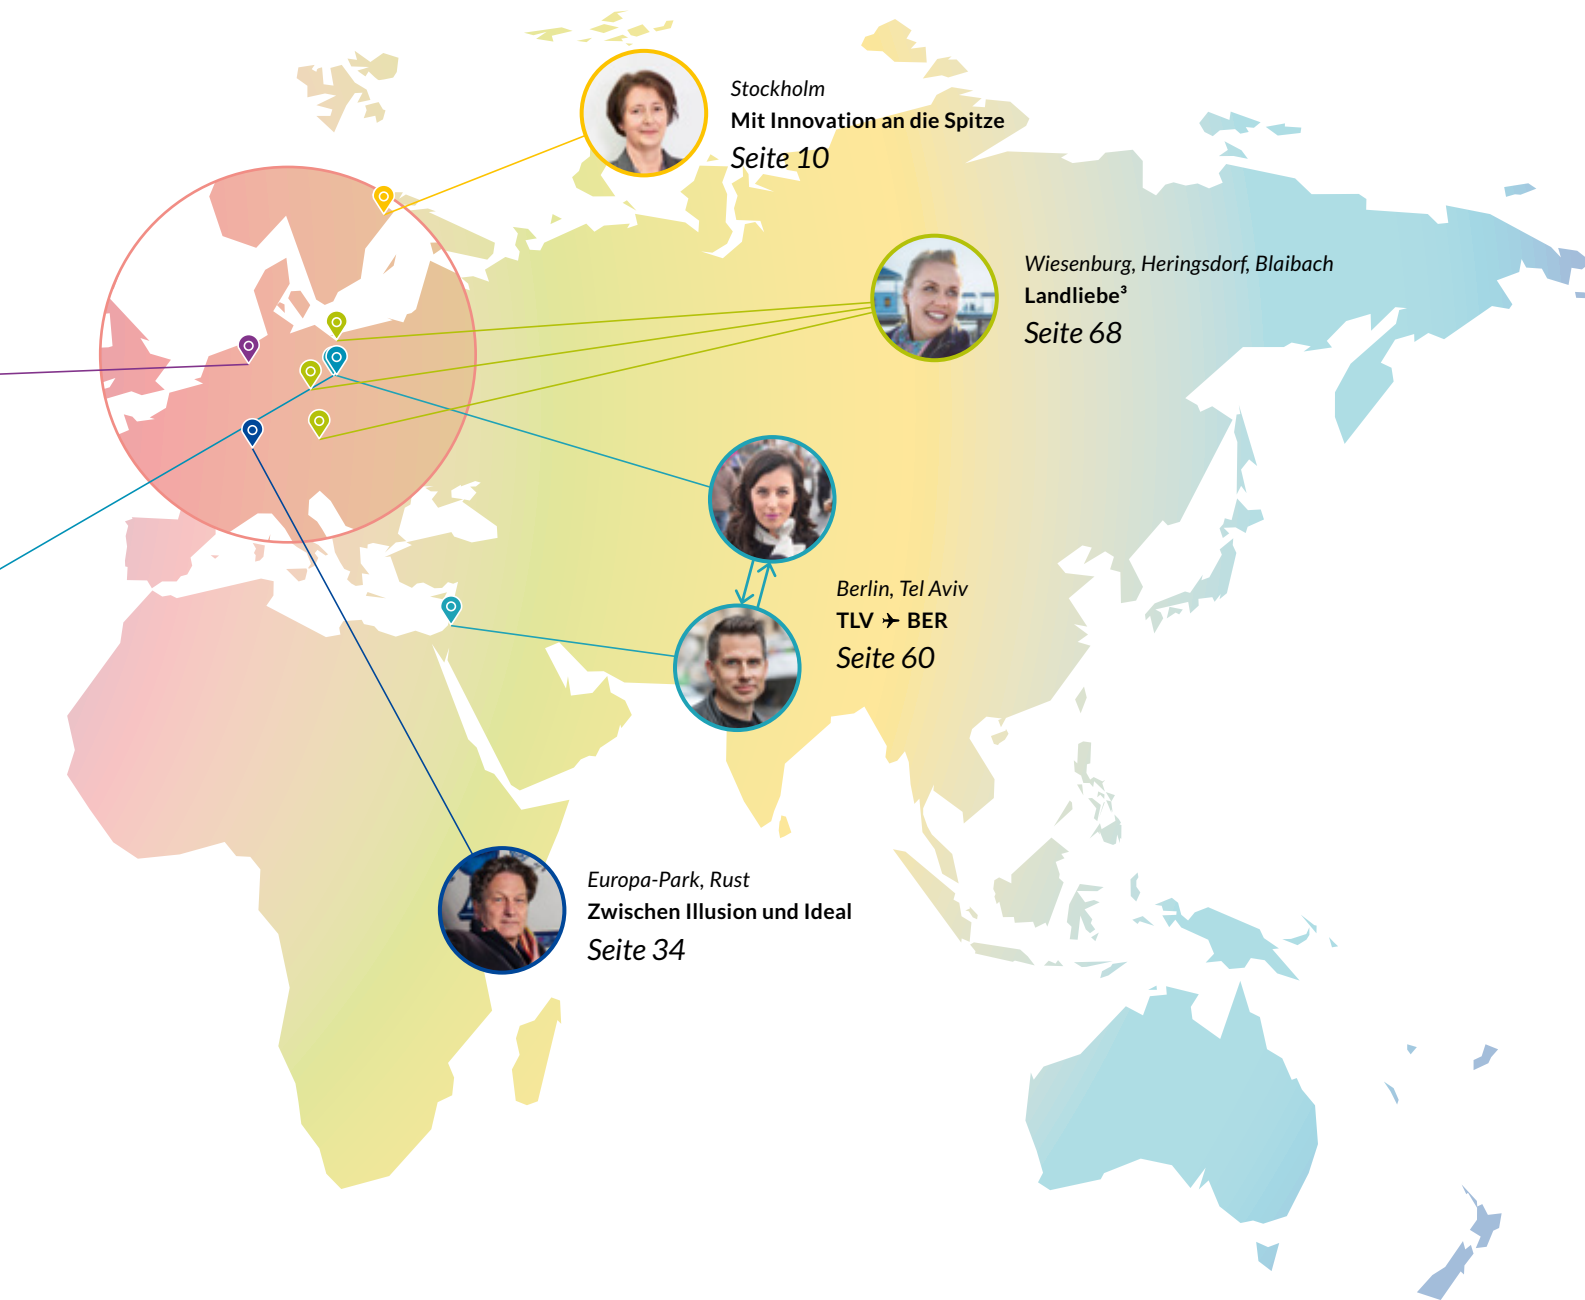 Stockholm
Mit Innovation an die Spitze
Seite 10
Wiesenburg, Heringsdorf, Blaibach
Landliebe³
Seite 68
Berlin, Tel Aviv
TLV ✈ BER
Seite 60
Europa-Park, Rust
Zwischen Illusion und Ideal
Seite 34